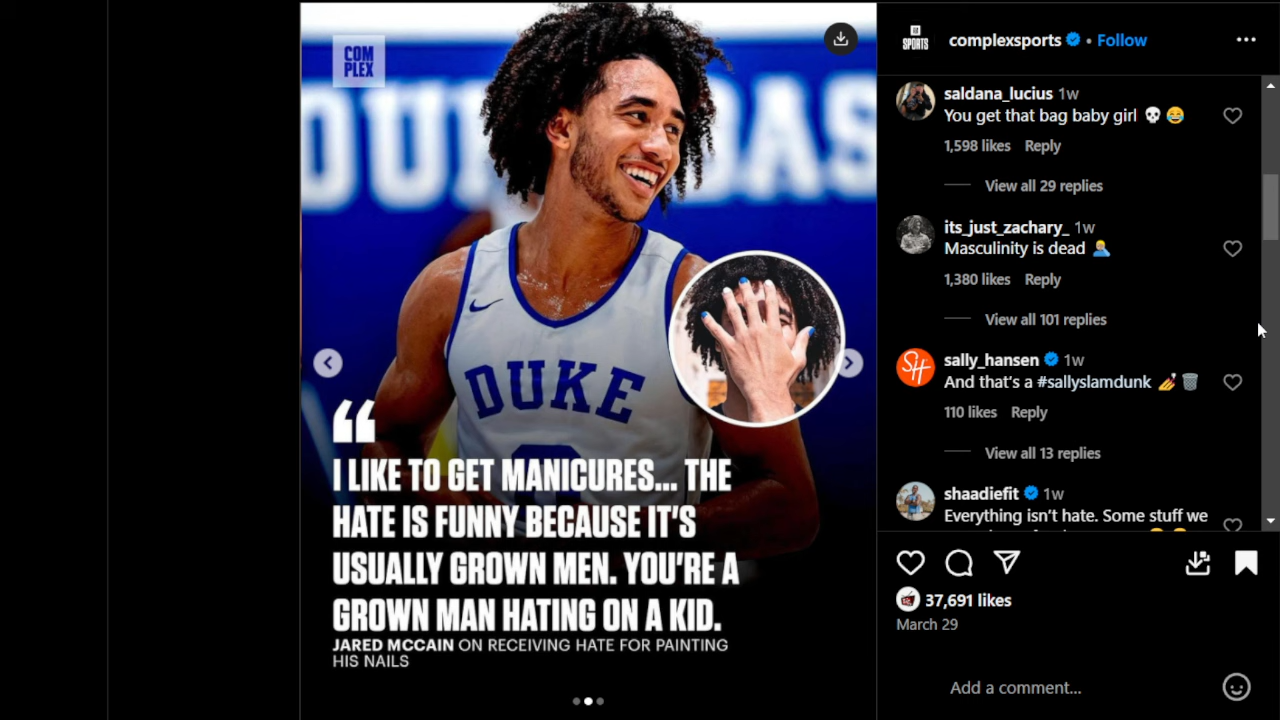 COM
PLEX
DUKE
I LIKE TO GET MANICURES... THE
HATE IS FUNNY BECAUSE IT'S
USUALLY GROWN MEN. YOU'RE A
GROWN MAN HATING ON A KID.
JARED MCCAIN ON RECEIVING HATE FOR PAINTING
HIS NAILS
SPORTS
complexsports • Follow
saldana_lucius 1w
You get that bag baby girl 💀😂
1,598 likes Reply
View all 29 replies
its_just_zachary_ 1w
Masculinity is dead 🤦🏼‍♂️
1,380 likes Reply
View all 101 replies
sally_hansen 1w
And that's a #sallyslamdunk 💅🗑️
110 likes Reply
View all 13 replies
shaadiefit 1w
Everything isn't hate. Some stuff we
37,691 likes
March 29
Add a comment...